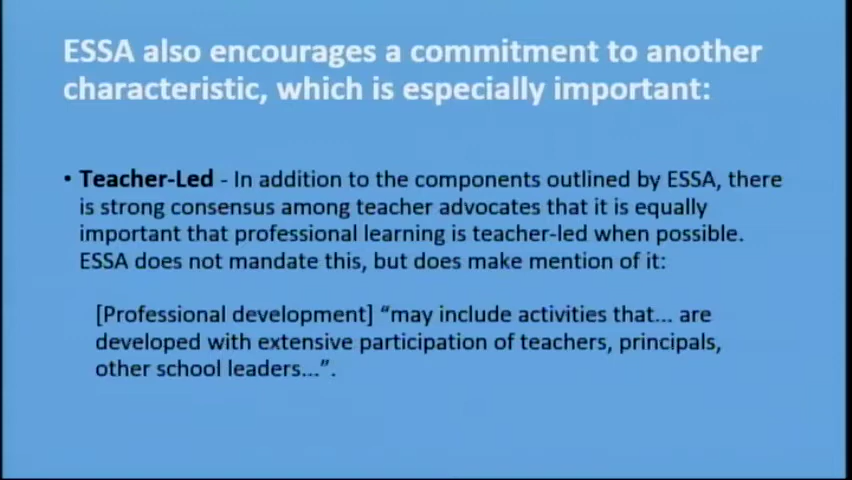 ESSA also encourages a commitment to another
characteristic, which is especially important:
• Teacher-Led - In addition to the components outlined by ESSA, there
is strong consensus among teacher advocates that it is equally
important that professional learning is teacher-led when possible.
ESSA does not mandate this, but does make mention of it:
[Professional development] “may include activities that... are
developed with extensive participation of teachers, principals,
other school leaders...”.